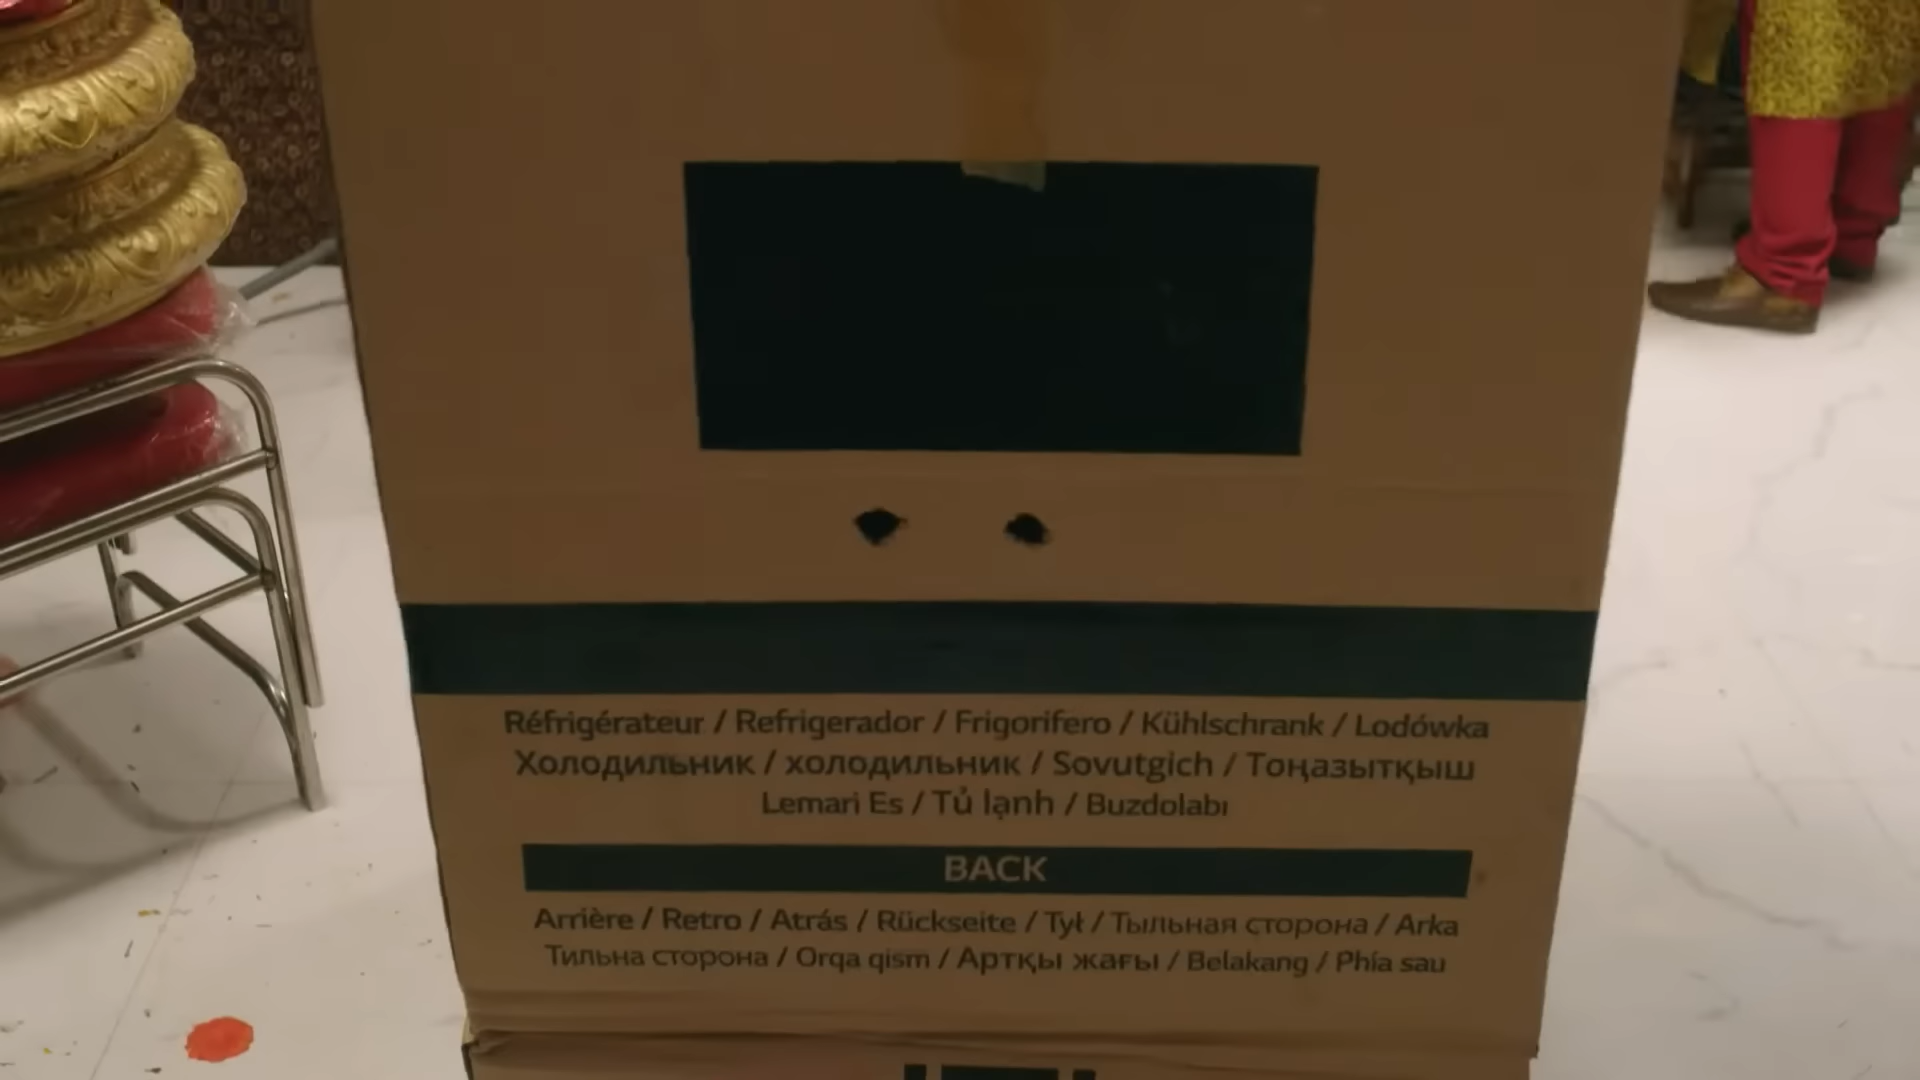 Réfrigérateur / Refrigerador / Frigorifero / Kühlschrank / Lodówka
Холодильник / холодильник / Sovutgich / Тоңазытқыш
Lemari Es / Tủ lạnh / Buzdolabı
BACK
Arrière / Retro / Atrás / Rückseite / Tył / Тыльная сторона / Arka
Тильна сторона / Orqa qism / Артқы жағы / Belakang / Phía sau